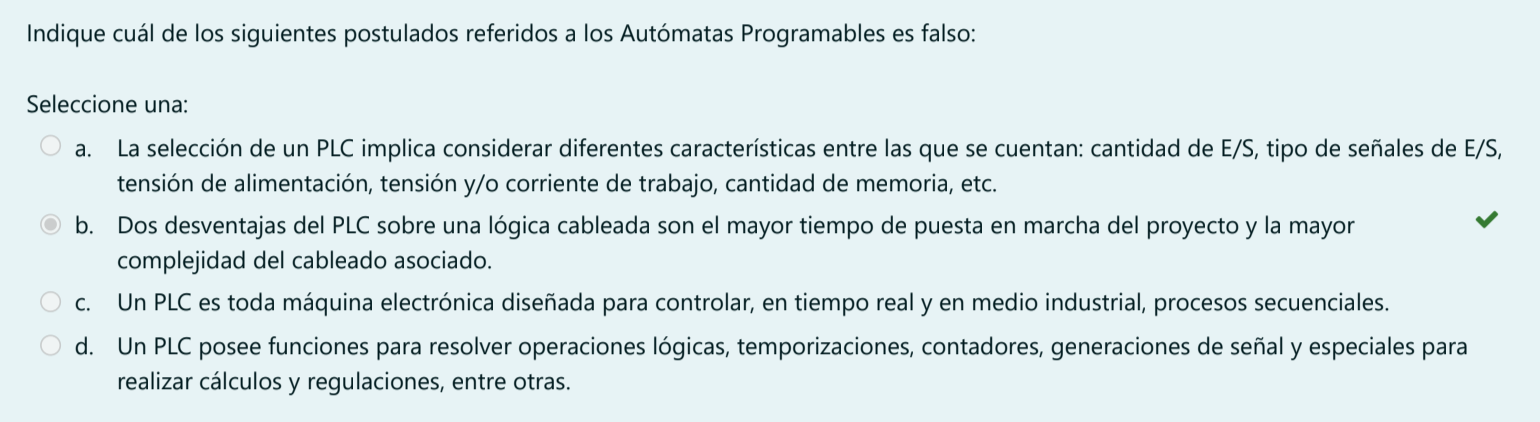 Indique cuál de los siguientes postulados referidos a los Autómatas Programables es falso:
Seleccione una:
a. La selección de un PLC implica considerar diferentes características entre las que se cuentan: cantidad de E/S, tipo de señales de E/S,
tensión de alimentación, tensión y/o corriente de trabajo, cantidad de memoria, etc.
b. Dos desventajas del PLC sobre una lógica cableada son el mayor tiempo de puesta en marcha del proyecto y la mayor
complejidad del cableado asociado.
c. Un PLC es toda máquina electrónica diseñada para controlar, en tiempo real y en medio industrial, procesos secuenciales.
d. Un PLC posee funciones para resolver operaciones lógicas, temporizaciones, contadores, generaciones de señal y especiales para
realizar cálculos y regulaciones, entre otras.